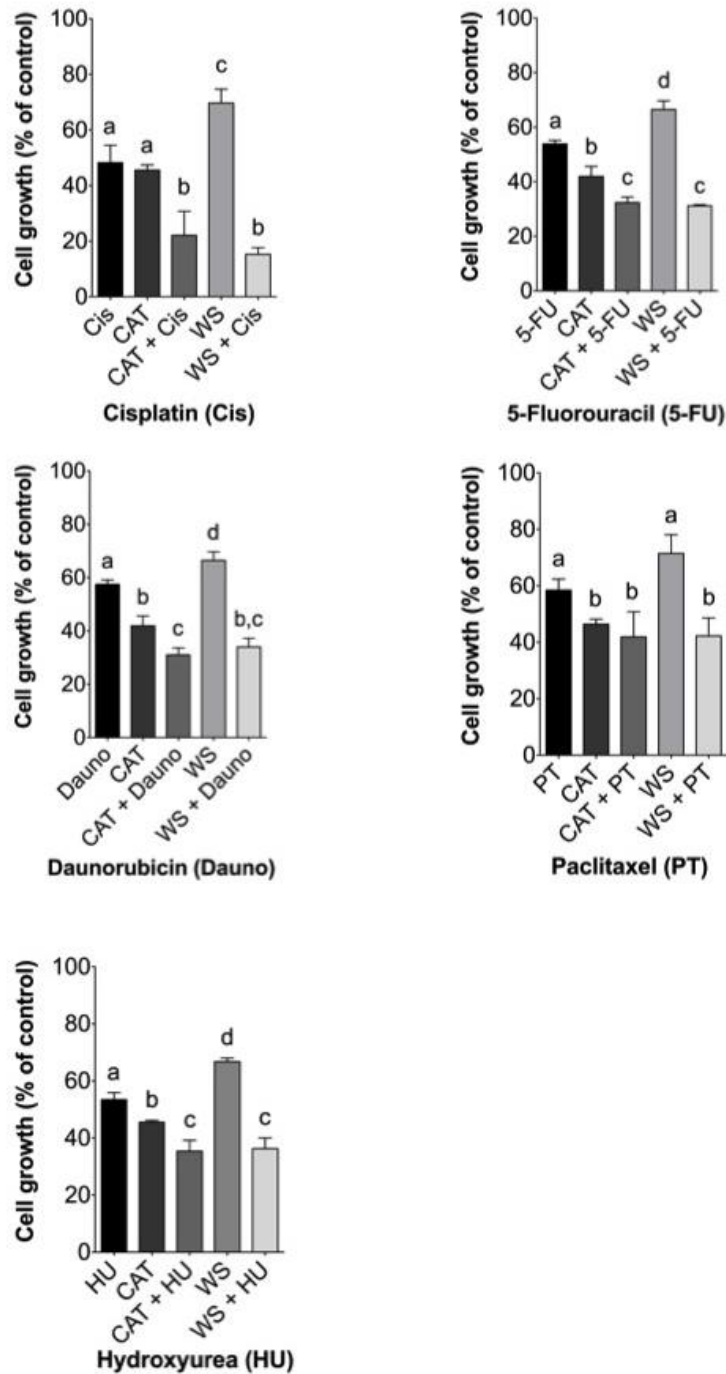 Cell growth (% of control)
100
80
60
40
20
0
a
a
b
c
b
Cis
CAT
CAT + Cis
WS
WS + Cis
Cisplatin (Cis)
Cell growth (% of control)
100
80
60
40
20
0
a
b
c
d
c
5-FU
CAT
CAT + 5-FU
WS
WS + 5-FU
5-Fluorouracil (5-FU)
Cell growth (% of control)
100
80
60
40
20
0
a
b
c
d
b,c
Dauno
CAT
CAT + Dauno
WS
WS + Dauno
Daunorubicin (Dauno)
Cell growth (% of control)
100
80
60
40
20
0
a
b
b
a
b
PT
CAT
CAT + PT
WS
WS + PT
Paclitaxel (PT)
Cell growth (% of control)
100
80
60
40
20
0
a
b
c
d
c
HU
CAT
CAT + HU
WS
WS + HU
Hydroxyurea (HU)